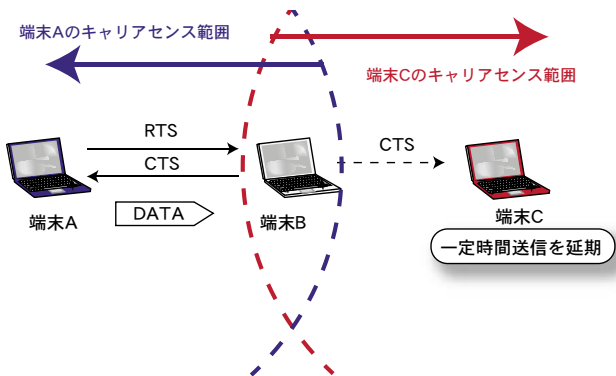 端末Aのキャリアセンス範囲
端末Cのキャリアセンス範囲
RTS
CTS
CTS
DATA
端末A
端末B
端末C
一定時間送信を延期